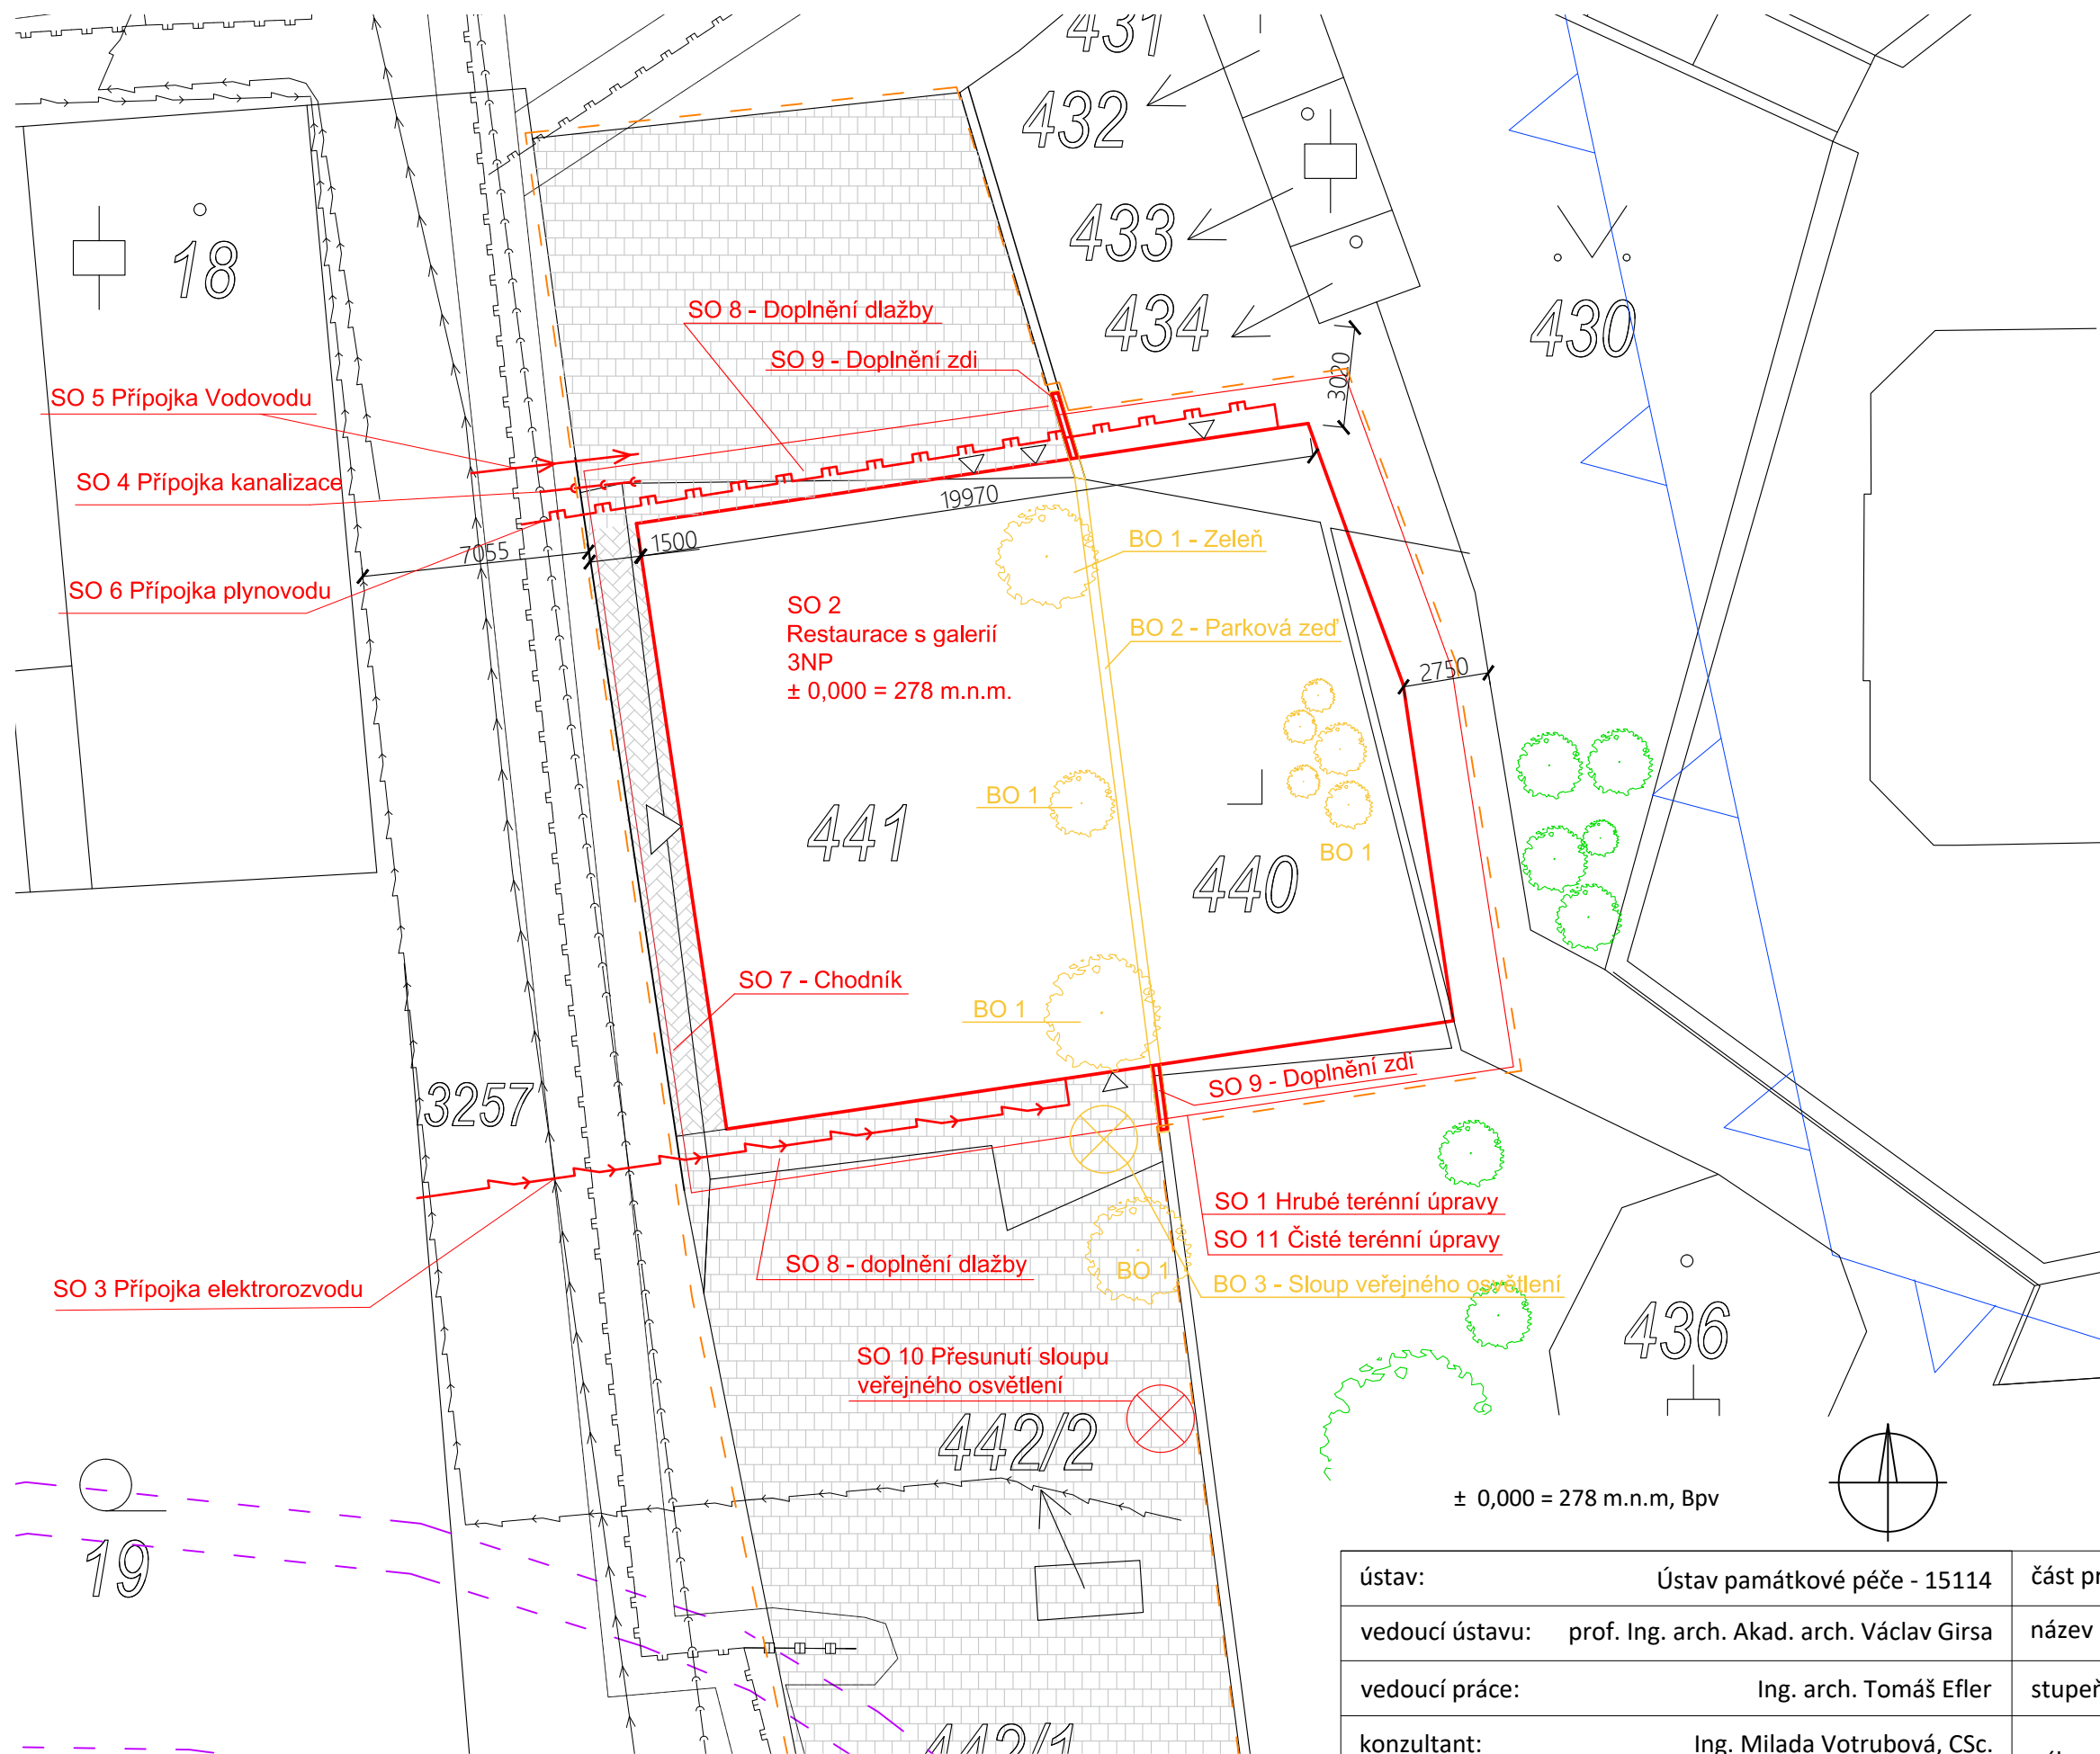 431
432
433
434
430
18
SO 8 - Doplnění dlažby
SO 9 - Doplnění zdi
SO 5 Přípojka Vodovodu
SO 4 Přípojka kanalizace
SO 6 Přípojka plynovodu
3020
19970
7055
1500
2750
BO 1 - Zeleň
BO 2 - Parková zeď
SO 2
Restaurace s galerií
3NP
± 0,000 = 278 m.n.m.
441
BO 1
BO 1
440
SO 7 - Chodník
BO 1
3257
SO 9 - Doplnění zdi
SO 1 Hrubé terénní úpravy
SO 11 Čisté terénní úpravy
SO 8 - doplnění dlažby
BO 1
BO 3 - Sloup veřejného osvětlení
SO 3 Přípojka elektrorozvodu
SO 10 Přesunutí sloupu
veřejného osvětlení
436
442/2
19
± 0,000 = 278 m.n.m, Bpv
ústav: Ústav památkové péče - 15114 část
vedoucí ústavu: prof. Ing. arch. Akad. arch. Václav Girsa název
vedoucí práce: Ing. arch. Tomáš Efler stupeň
konzultant: Ing. Milada Votrubová, CSc.
442/1